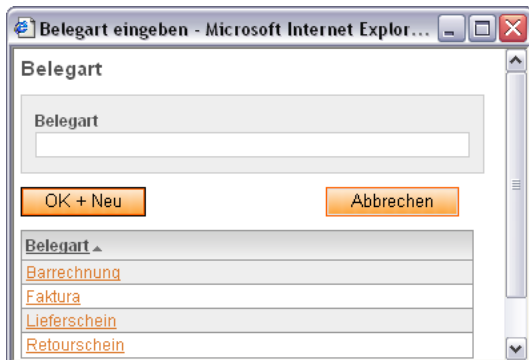 Belegart eingeben - Microsoft Internet Explor...
Belegart
Belegart
OK + Neu
Abbrechen
Belegart
Barrechnung
Faktura
Lieferschein
Retourschein